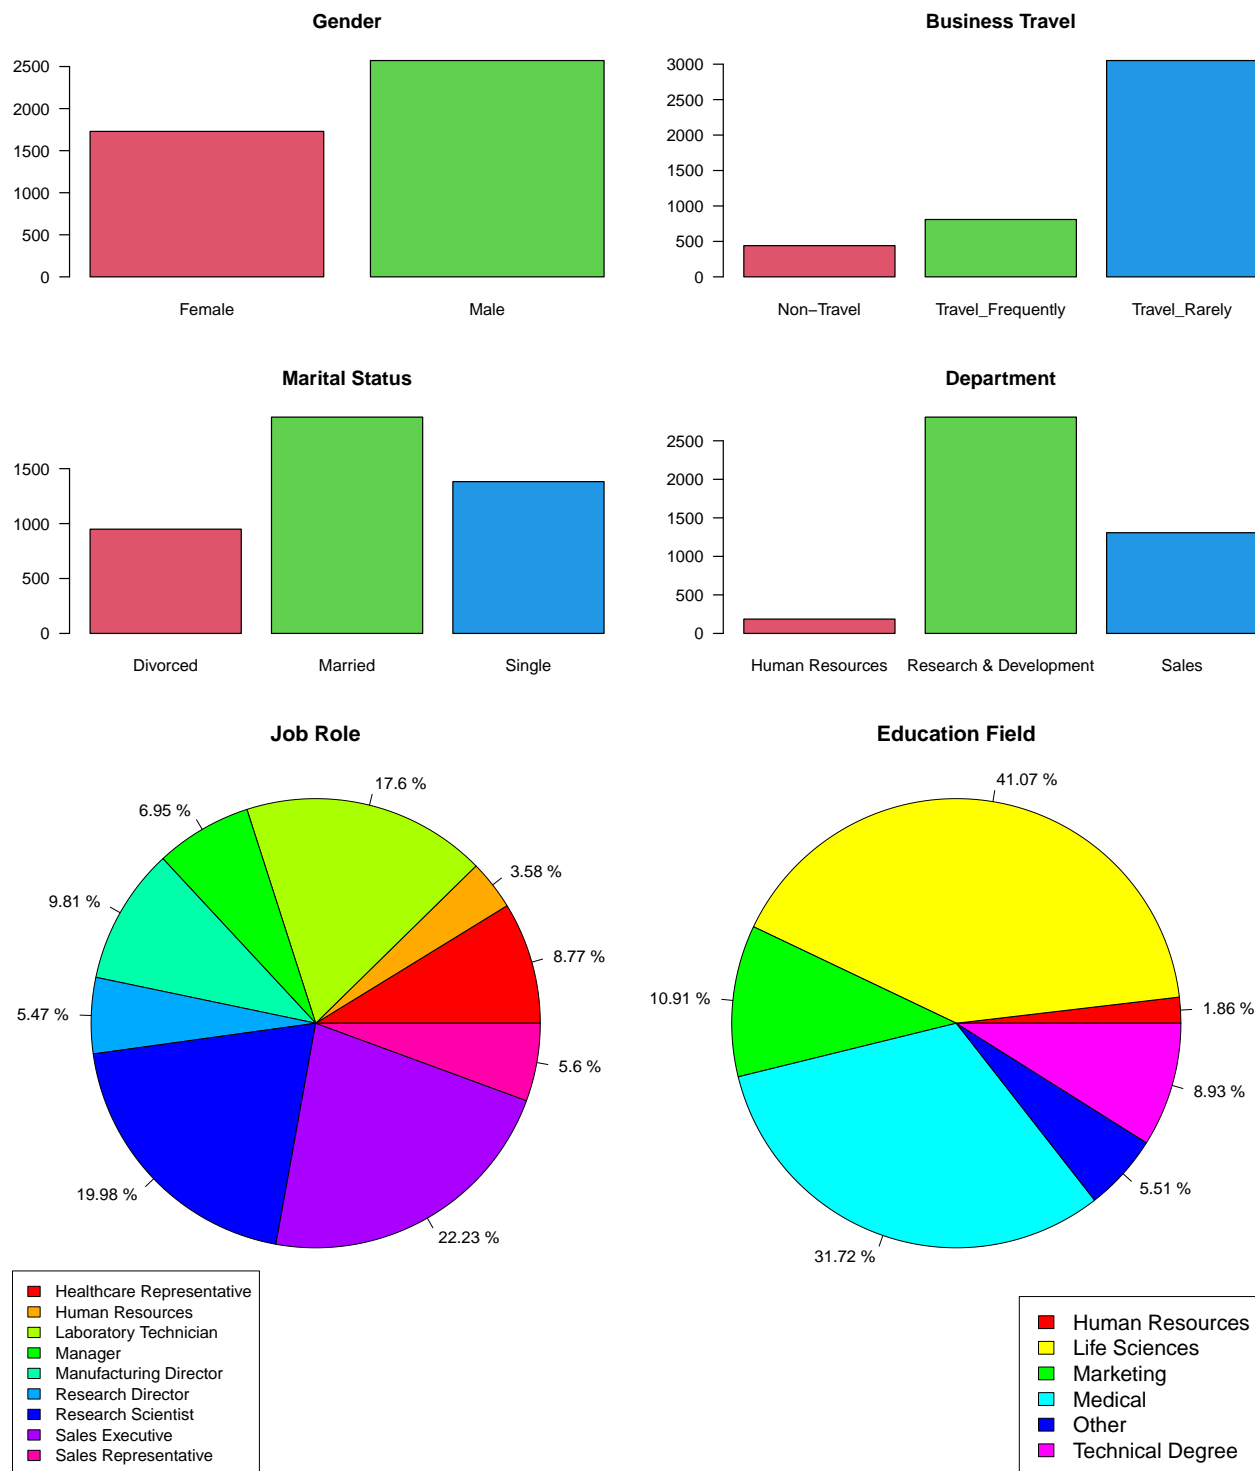 Gender
2500
2000
1500
1000
500
0
Female
Male
Business Travel
3000
2500
2000
1500
1000
500
0
Non−Travel
Travel_Frequently
Travel_Rarely
Marital Status
1500
1000
500
0
Divorced
Married
Single
Department
2500
2000
1500
1000
500
0
Human Resources
Research & Development
Sales
Job Role
17.6 %
6.95 %
3.58 %
9.81 %
8.77 %
5.47 %
5.6 %
19.98 %
22.23 %
Healthcare Representative
Human Resources
Laboratory Technician
Manager
Manufacturing Director
Research Director
Research Scientist
Sales Executive
Sales Representative
Education Field
41.07 %
10.91 %
1.86 %
8.93 %
5.51 %
31.72 %
Human Resources
Life Sciences
Marketing
Medical
Other
Technical Degree